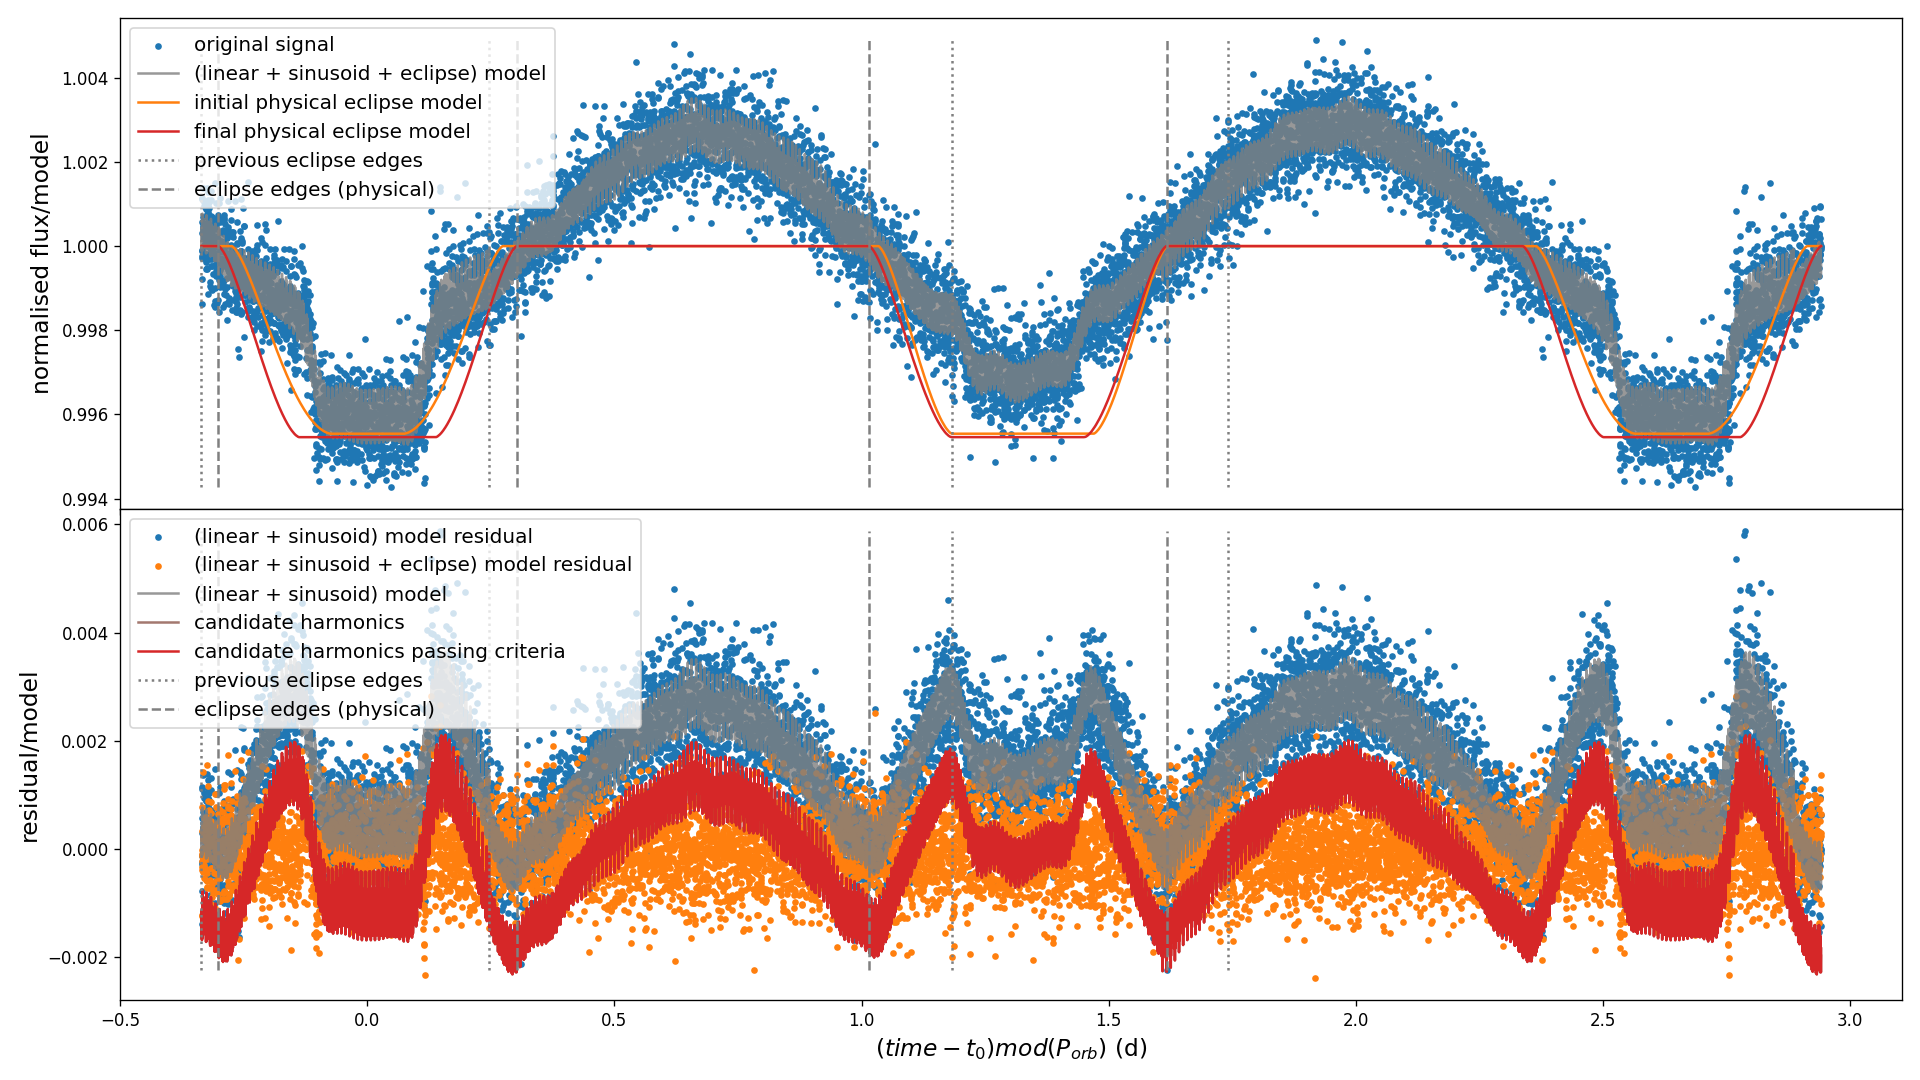 normalised flux/model
1.004
1.002
1.000
0.998
0.996
0.994
original signal
(linear + sinusoid + eclipse) model
initial physical eclipse model
final physical eclipse model
previous eclipse edges
eclipse edges (physical)
residual/model
0.006
0.004
0.002
0.000
−0.002
(linear + sinusoid) model residual
(linear + sinusoid + eclipse) model residual
(linear + sinusoid) model
candidate harmonics
candidate harmonics passing criteria
previous eclipse edges
eclipse edges (physical)
−0.5 0.0 0.5 1.0 1.5 2.0 2.5 3.0
(time − t0)mod(Porb) (d)